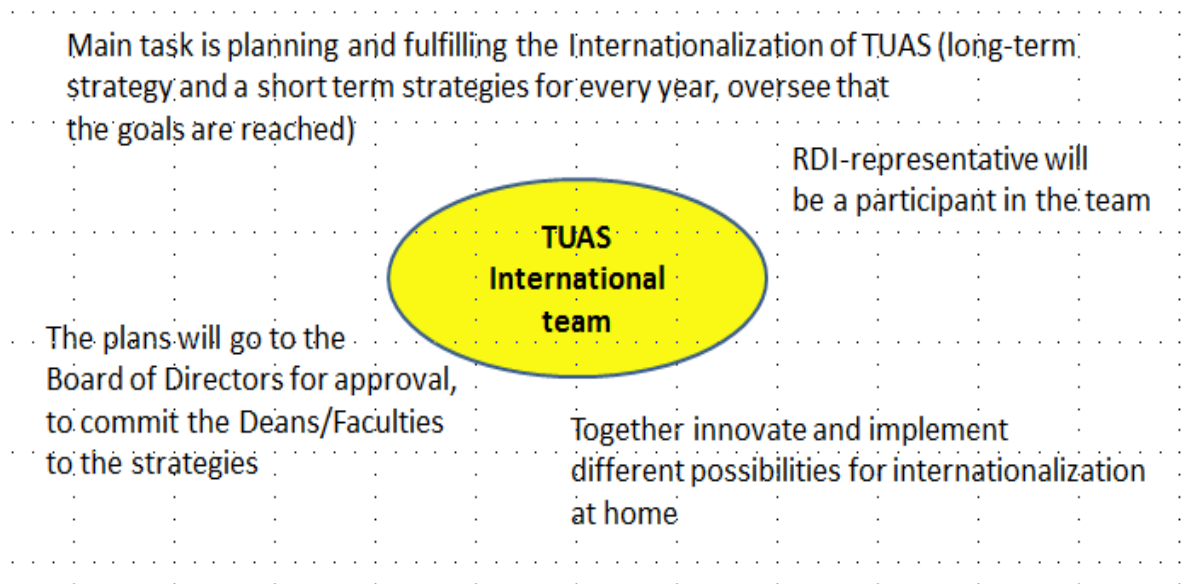 Main task is planning and fulfilling the Internationalization of TUAS (long-term
strategy and a short term strategies for every year, oversee that
the goals are reached)
RDI-representative will
be a participant in the team
TUAS
International
team
The plans will go to the
Board of Directors for approval,
to commit the Deans/Faculties
to the strategies
Together innovate and implement
different possibilities for internationalization
at home